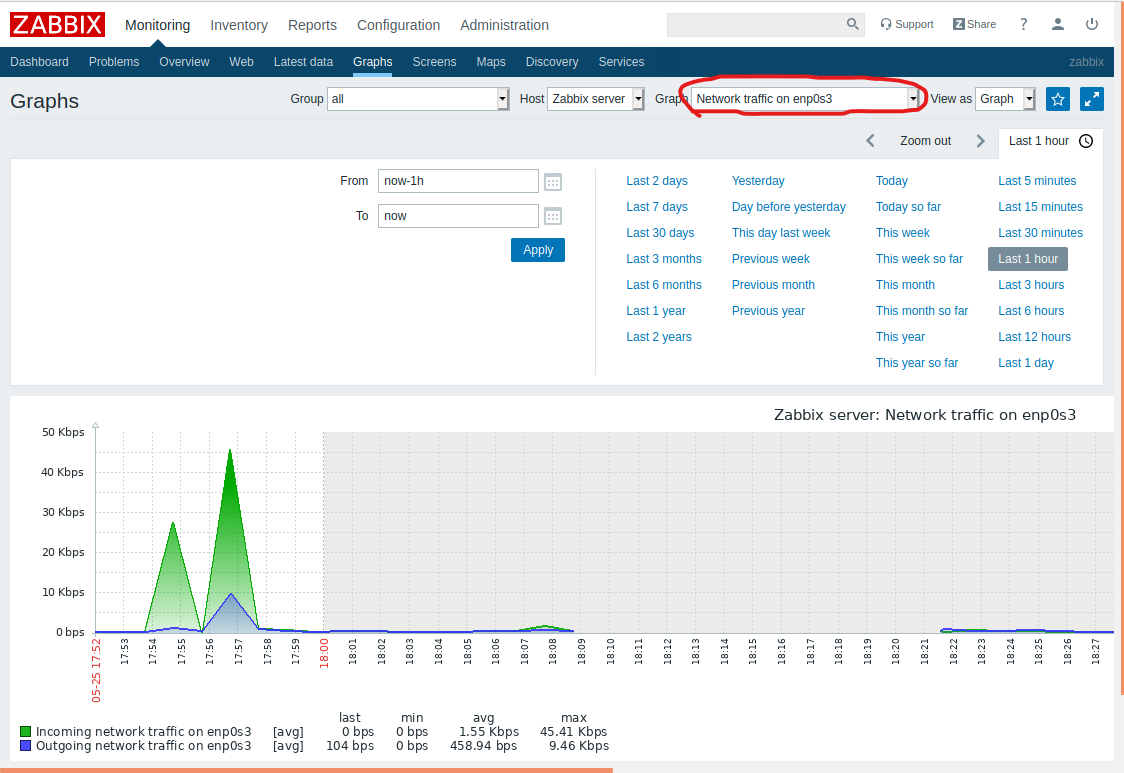 ZABBIX Monitoring Inventory Reports Configuration Administration Support Z Share ?
Dashboard Problems Overview Web Latest data Graphs Screens Maps Discovery Services zabbix
Graphs Group all Host Zabbix server Graph Network traffic on enp0s3 View as Graph
Zoom out Last 1 hour
From now-1h
To now
Apply
Last 2 days Yesterday Today Last 5 minutes
Last 7 days Day before yesterday Today so far Last 15 minutes
Last 30 days This day last week This week Last 30 minutes
Last 3 months Previous week This week so far Last 1 hour
Last 6 months Previous month This month Last 3 hours
Last 1 year Previous year This month so far Last 6 hours
Last 2 years This year Last 12 hours
This year so far Last 1 day
Zabbix server: Network traffic on enp0s3
50 Kbps
40 Kbps
30 Kbps
20 Kbps
10 Kbps
0 bps
05-25 17:52 17:53 17:54 17:55 17:56 17:57 17:58 17:59 18:00 18:01 18:02 18:03 18:04 18:05 18:06 18:07 18:08 18:09 18:10 18:11 18:12 18:13 18:14 18:15 18:16 18:17 18:18 18:19 18:20 18:21 18:22 18:23 18:24 18:25 18:26 18:27
last min avg max
Incoming network traffic on enp0s3 [avg] 0 bps 0 bps 1.55 Kbps 45.41 Kbps
Outgoing network traffic on enp0s3 [avg] 104 bps 0 bps 458.94 bps 9.46 Kbps